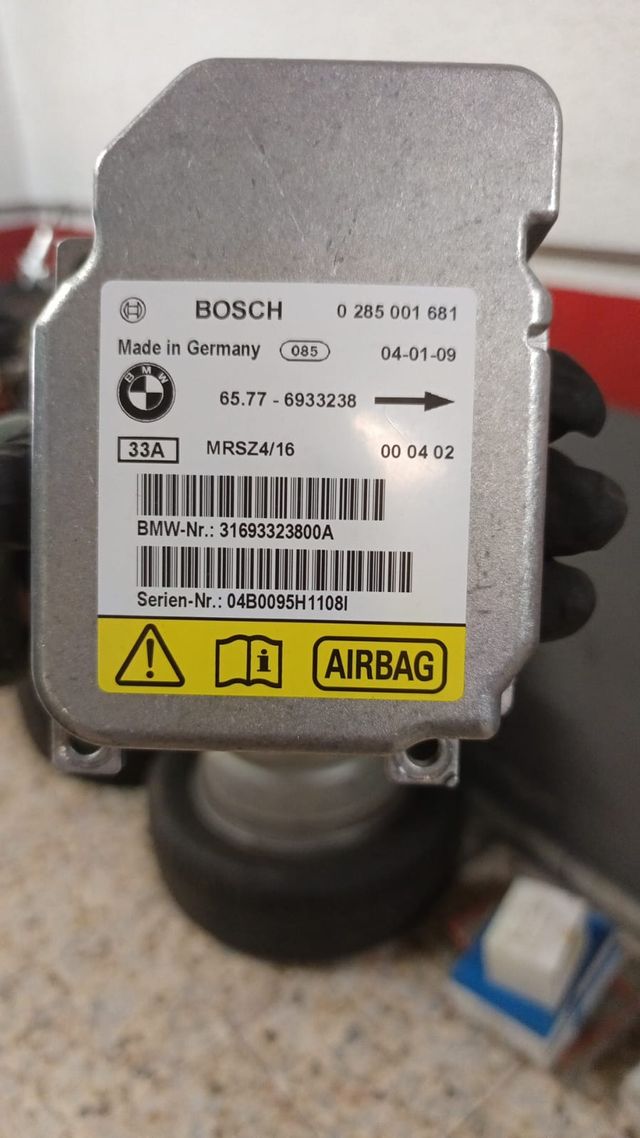 BOSCH 0 285 001 681
Made in Germany 085 04-01-09
BMW
65.77 - 6933238
33A MRSZ4/16 00 04 02
BMW-Nr.: 31693323800A
Serien-Nr.: 04B0095H1108I
AIRBAG